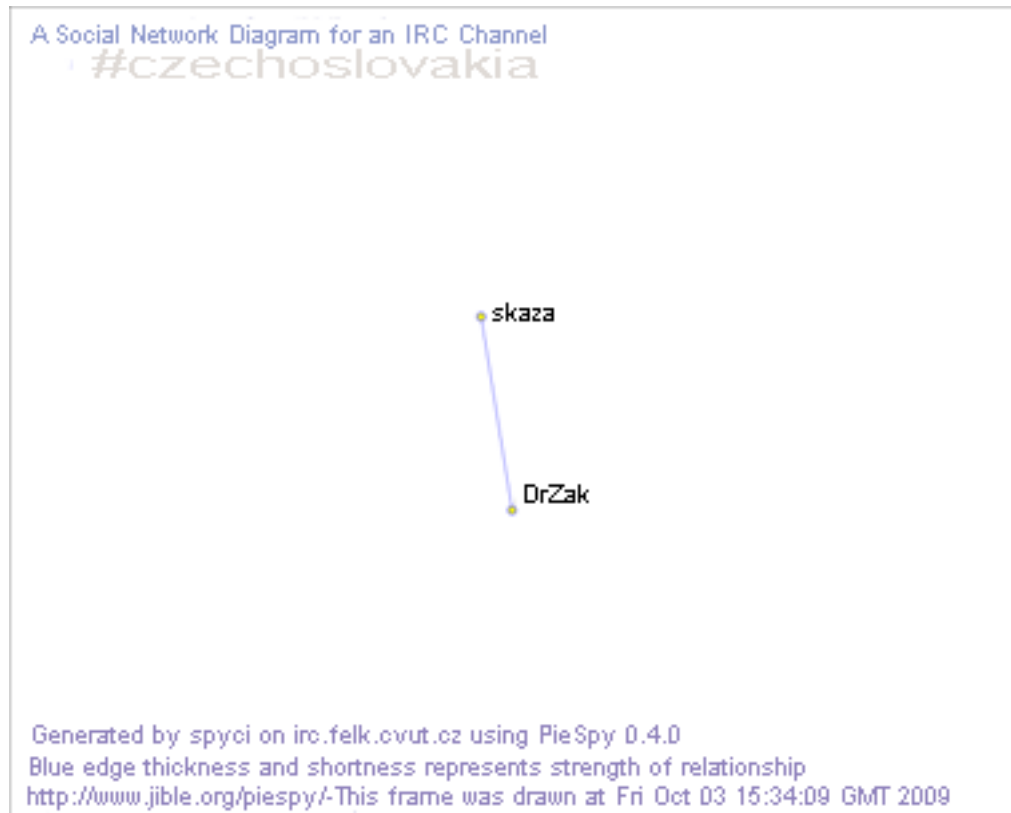 A Social Network Diagram for an IRC Channel
#czechoslovakia
skaza
DrZak
Generated by spyci on irc.felk.cvut.cz using PieSpy 0.4.0
Blue edge thickness and shortness represents strength of relationship
http://www.jible.org/piespy/-This frame was drawn at Fri Oct 03 15:34:09 GMT 2009